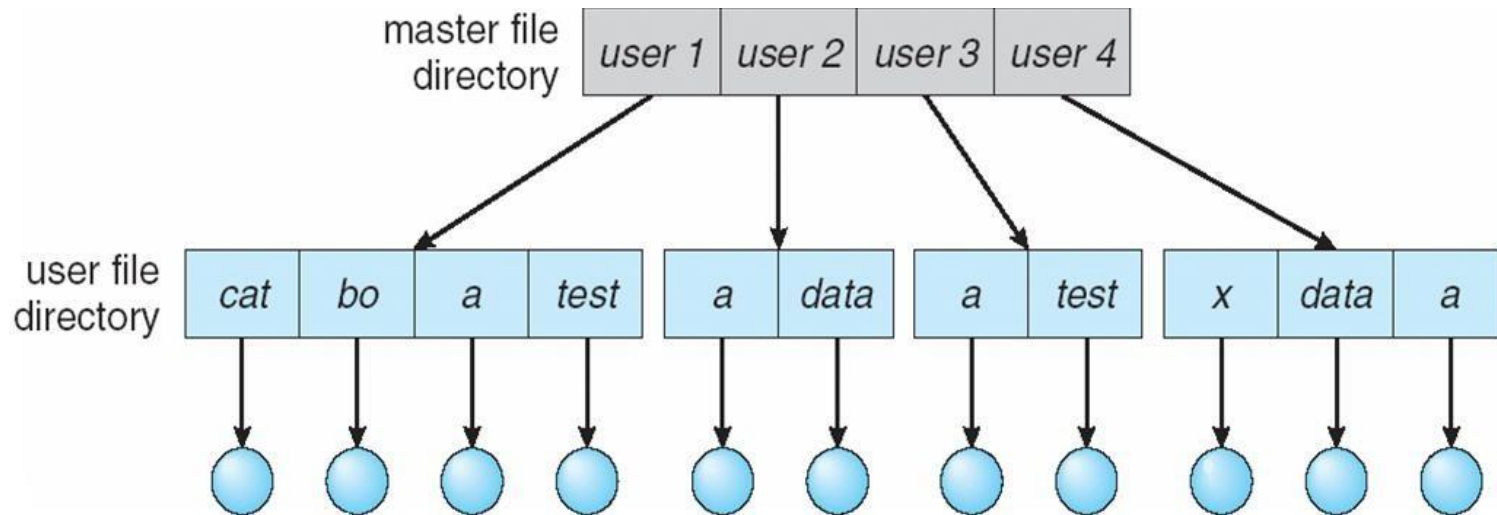 master file
directory
user 1 user 2 user 3 user 4
user file
directory
cat bo a test a data a test x data a